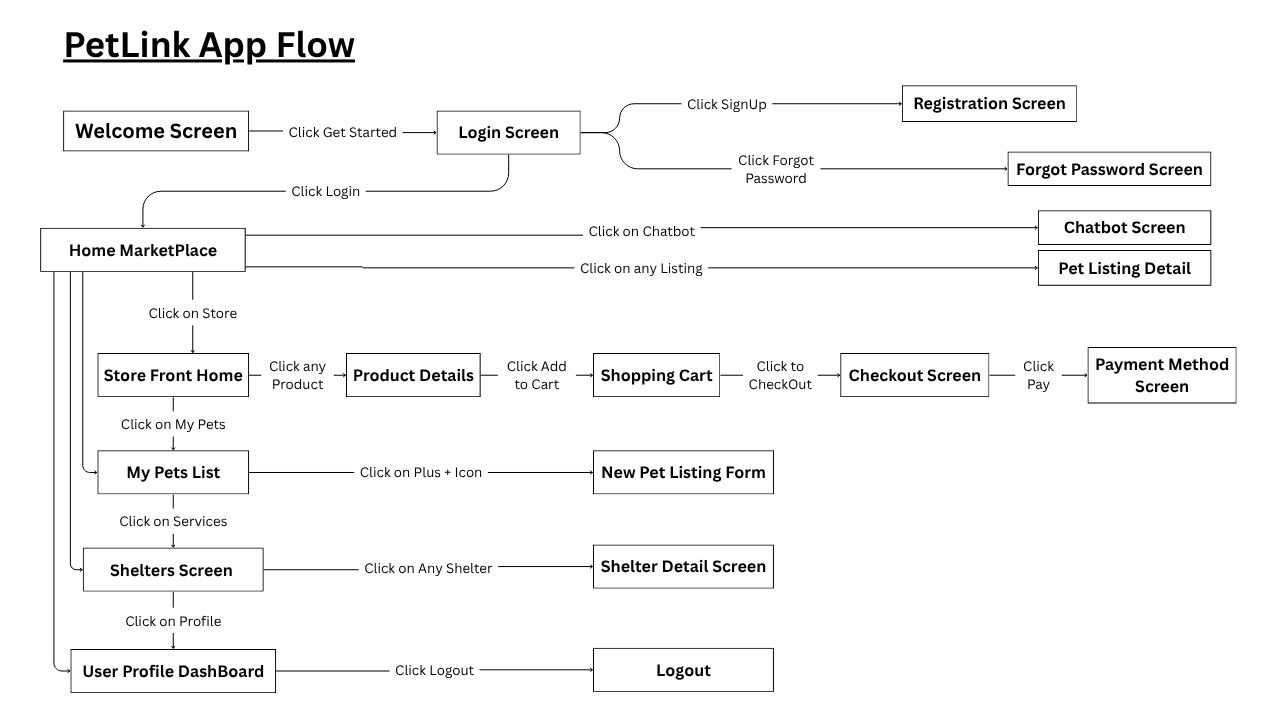 PetLink App Flow
Welcome Screen
Click Get Started
Login Screen
Click SignUp
Registration Screen
Click Forgot
Password
Forgot Password Screen
Click Login
Home MarketPlace
Click on Chatbot
Chatbot Screen
Click on any Listing
Pet Listing Detail
Click on Store
Store Front Home
Click any
Product
Product Details
Click Add
to Cart
Shopping Cart
Click to
CheckOut
Checkout Screen
Click
Pay
Payment Method
Screen
Click on My Pets
My Pets List
Click on Plus + Icon
New Pet Listing Form
Click on Services
Shelters Screen
Click on Any Shelter
Shelter Detail Screen
Click on Profile
User Profile DashBoard
Click Logout
Logout